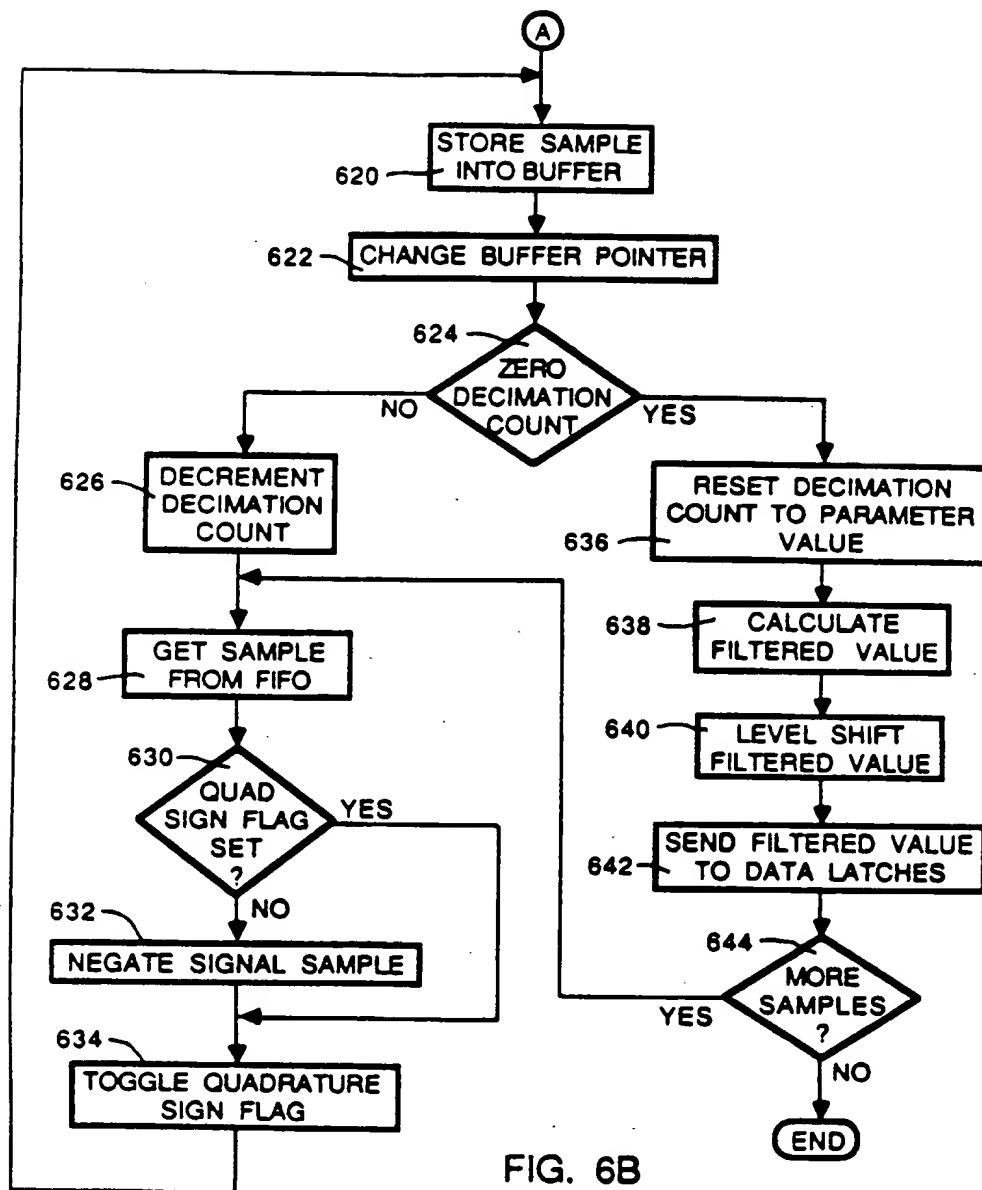 A
STORE SAMPLE
INTO BUFFER
620
622
CHANGE BUFFER POINTER
624
ZERO
DECIMATION
COUNT
NO
YES
626
DECREMENT
DECIMATION
COUNT
RESET DECIMATION
COUNT TO PARAMETER
VALUE
636
628
GET SAMPLE
FROM FIFO
638
CALCULATE
FILTERED VALUE
630
QUAD
SIGN FLAG
SET
?
YES
NO
640
LEVEL SHIFT
FILTERED VALUE
632
NEGATE SIGNAL SAMPLE
642
SEND FILTERED VALUE
TO DATA LATCHES
634
TOGGLE QUADRATURE
SIGN FLAG
644
MORE
SAMPLES
?
YES
NO
END
FIG. 6B